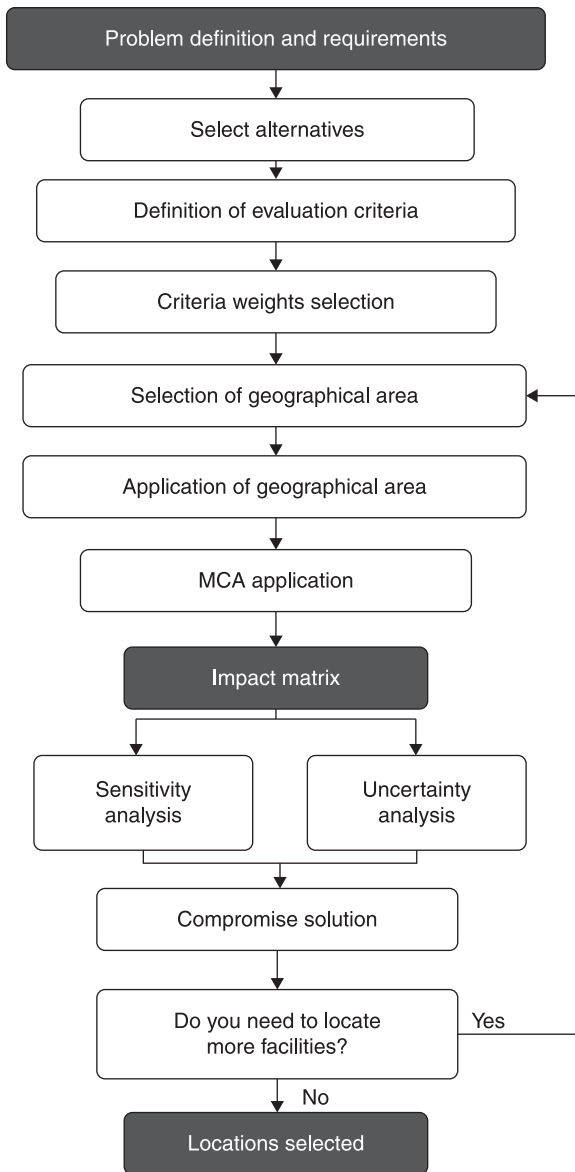 Problem definition and requirements
Select alternatives
Definition of evaluation criteria
Criteria weights selection
Selection of geographical area
Application of geographical area
MCA application
Impact matrix
Sensitivity
analysis
Uncertainty
analysis
Compromise solution
Do you need to locate
more facilities?
Yes
No
Locations selected